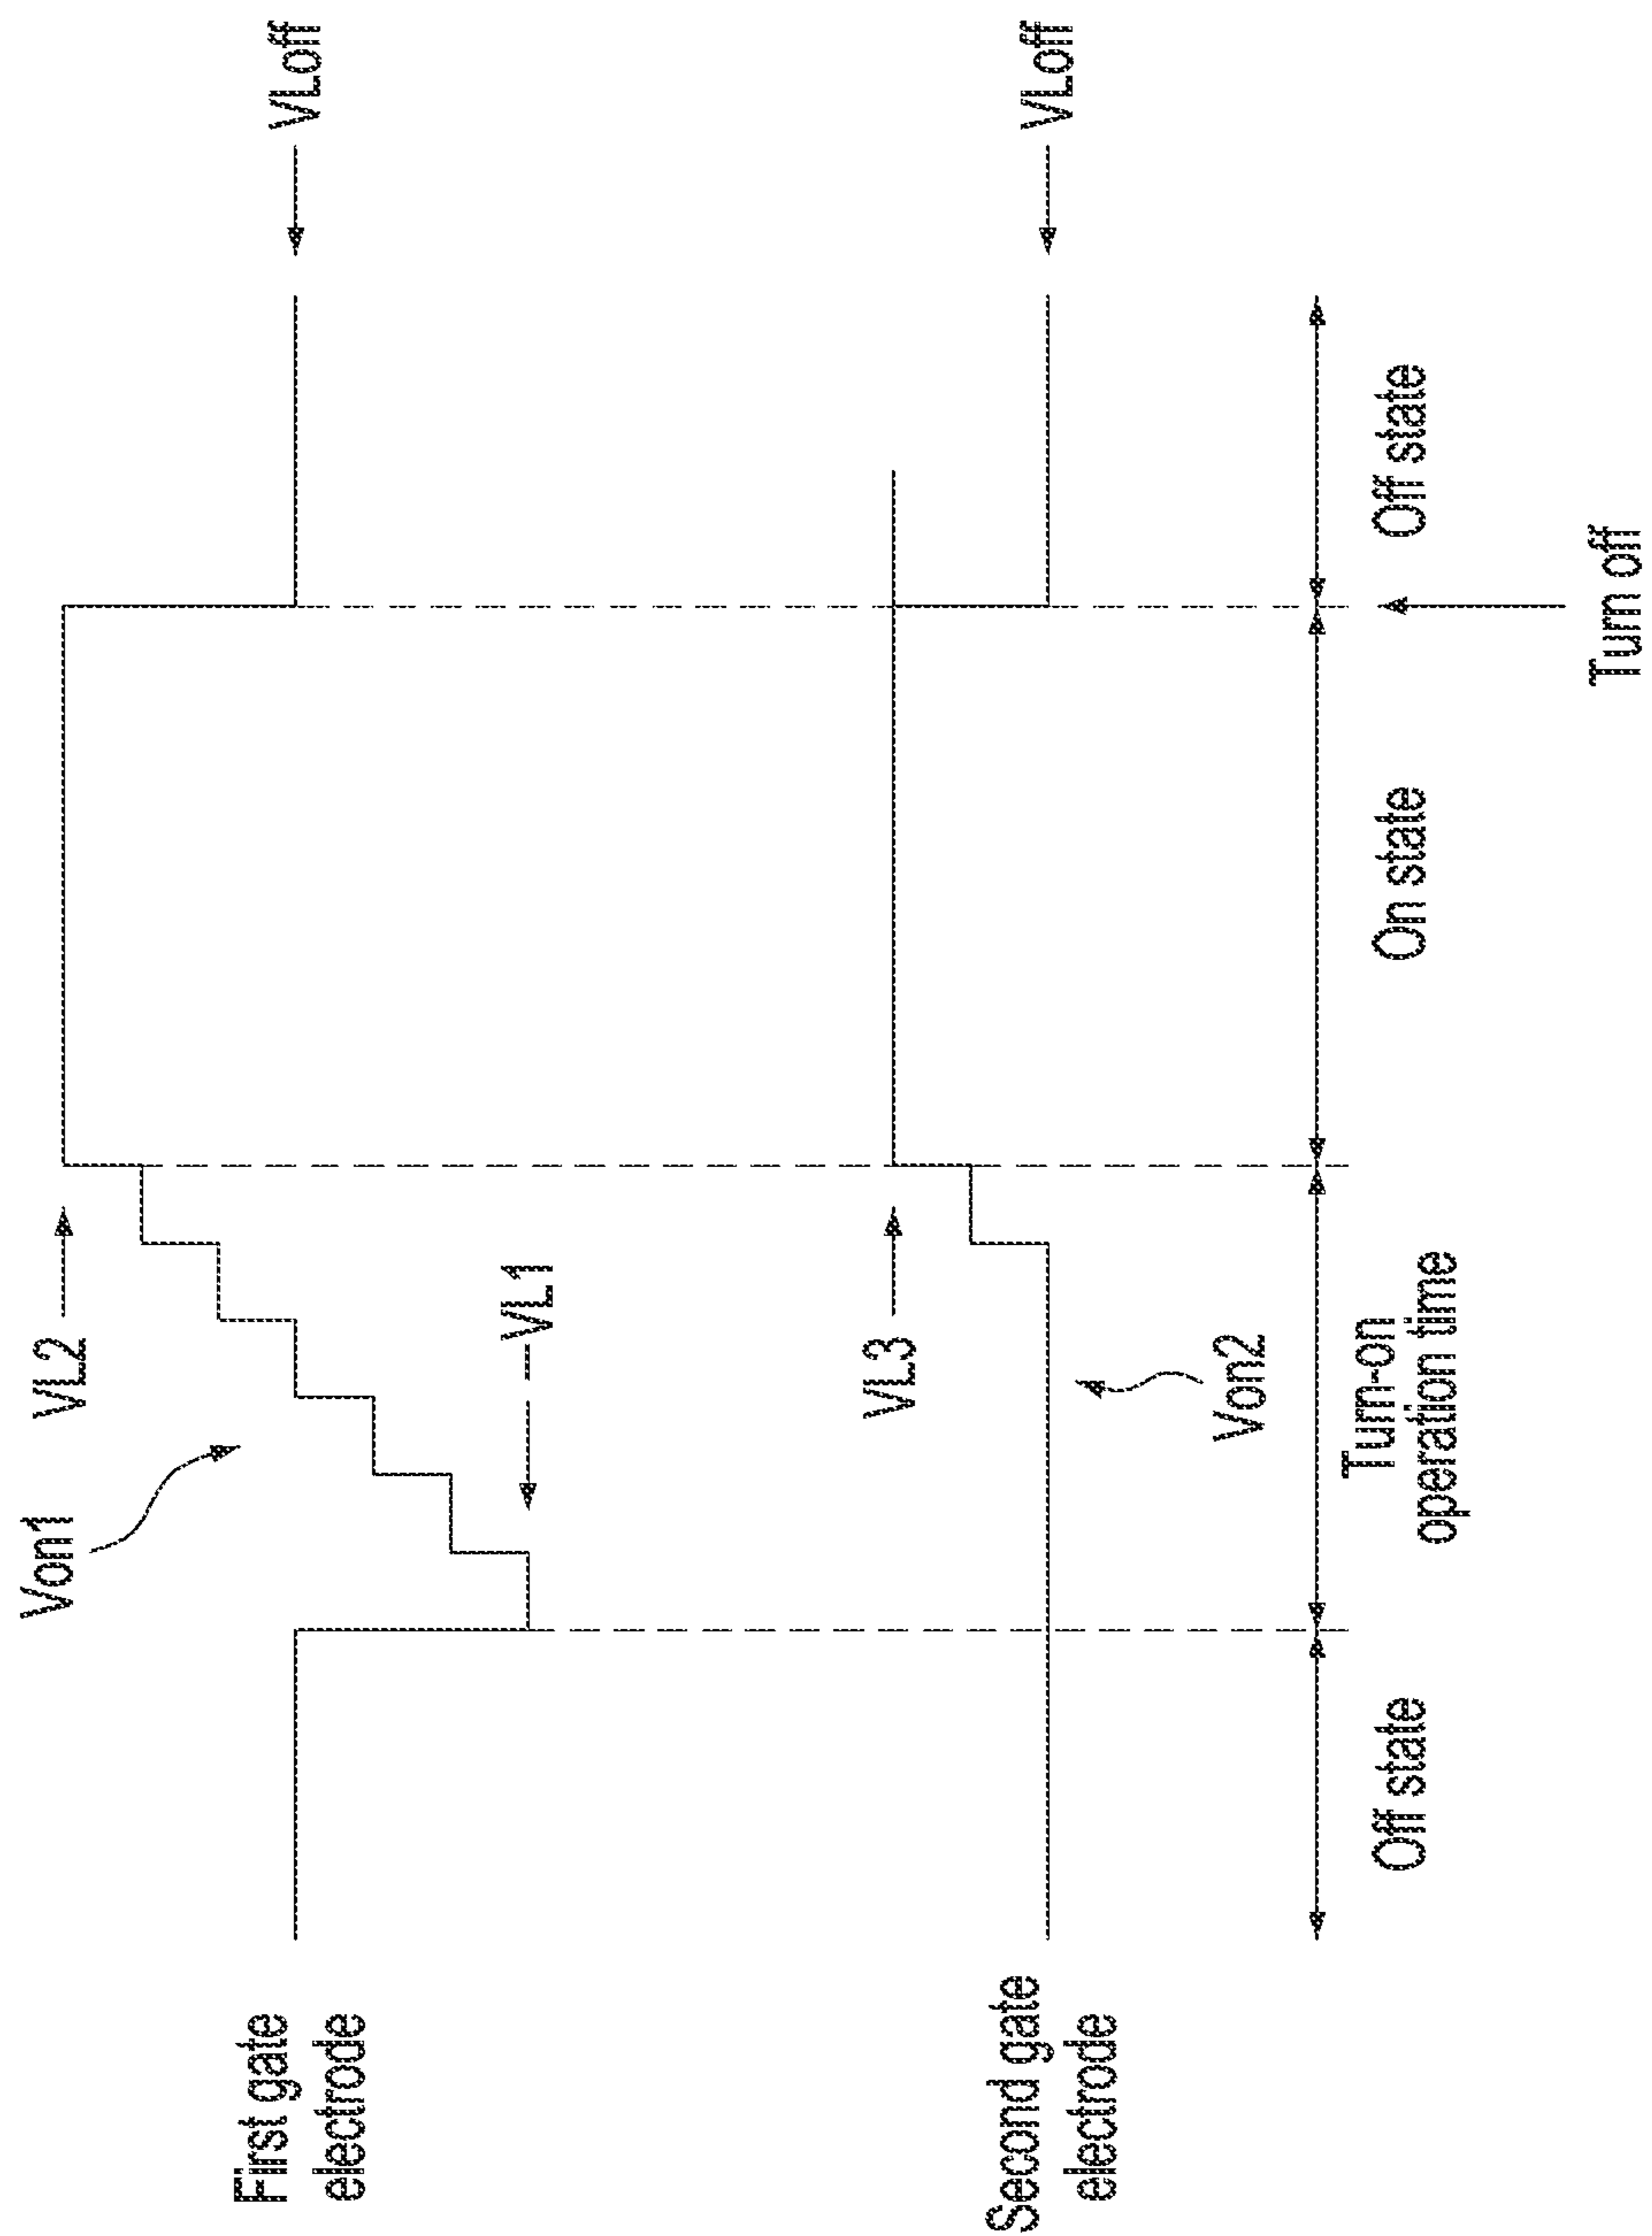 Von1
VL2
VL1
VLoff
First gate
electrode
VL3
VLoff
Second gate
electrode
Von2
Off state
Turn-on
operation time
On state
Off state
Turn off